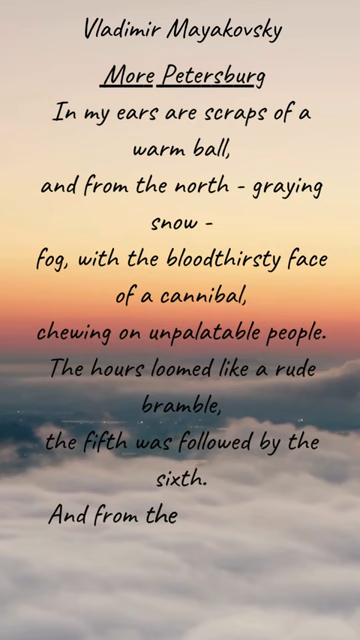 Vladimir Mayakovsky
More Petersburg
In my ears are scraps of a
warm ball,
and from the north - graying
snow -
fog, with the bloodthirsty face
of a cannibal,
chewing on unpalatable people.
The hours loomed like a rude
bramble,
the fifth was followed by the
sixth.
And from the